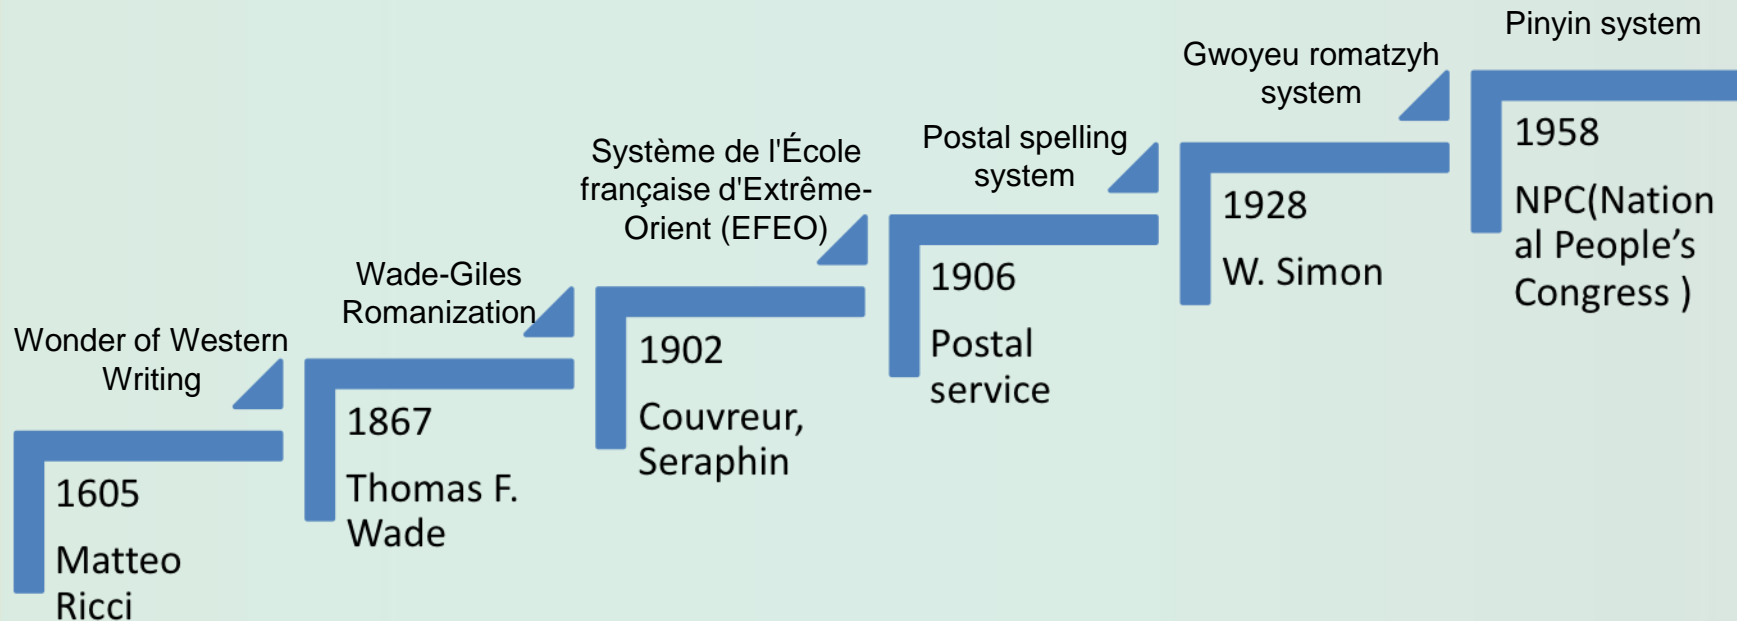 Wonder of Western
Writing
1605
Matteo
Ricci
Wade-Giles
Romanization
1867
Thomas F.
Wade
Système de l'École
française d'Extrême-
Orient (EFEO)
1902
Couvreur,
Seraphin
Postal spelling
system
1906
Postal
service
Gwoyeu romatzyh
system
1928
W. Simon
Pinyin system
1958
NPC(Nation
al People’s
Congress )